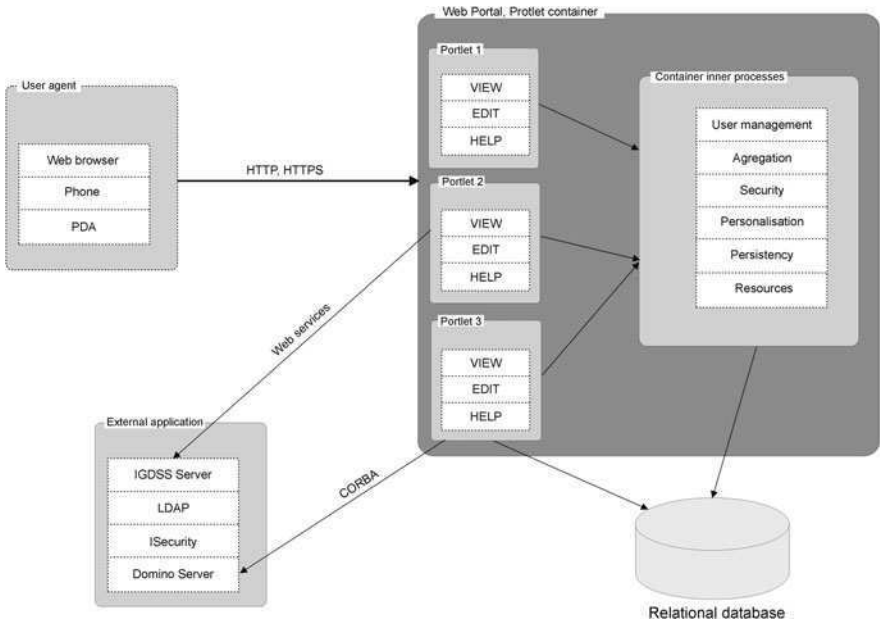 Web Portal, Protlet container
Portlet 1
VIEW
EDIT
HELP
Container inner processes
User management
Agregation
Security
Personalisation
Persistency
Resources
User agent
Web browser
Phone
PDA
HTTP, HTTPS
Portlet 2
VIEW
EDIT
HELP
Web services
Portlet 3
VIEW
EDIT
HELP
External application
IGDSS Server
LDAP
ISecurity
Domino Server
CORBA
Relational database